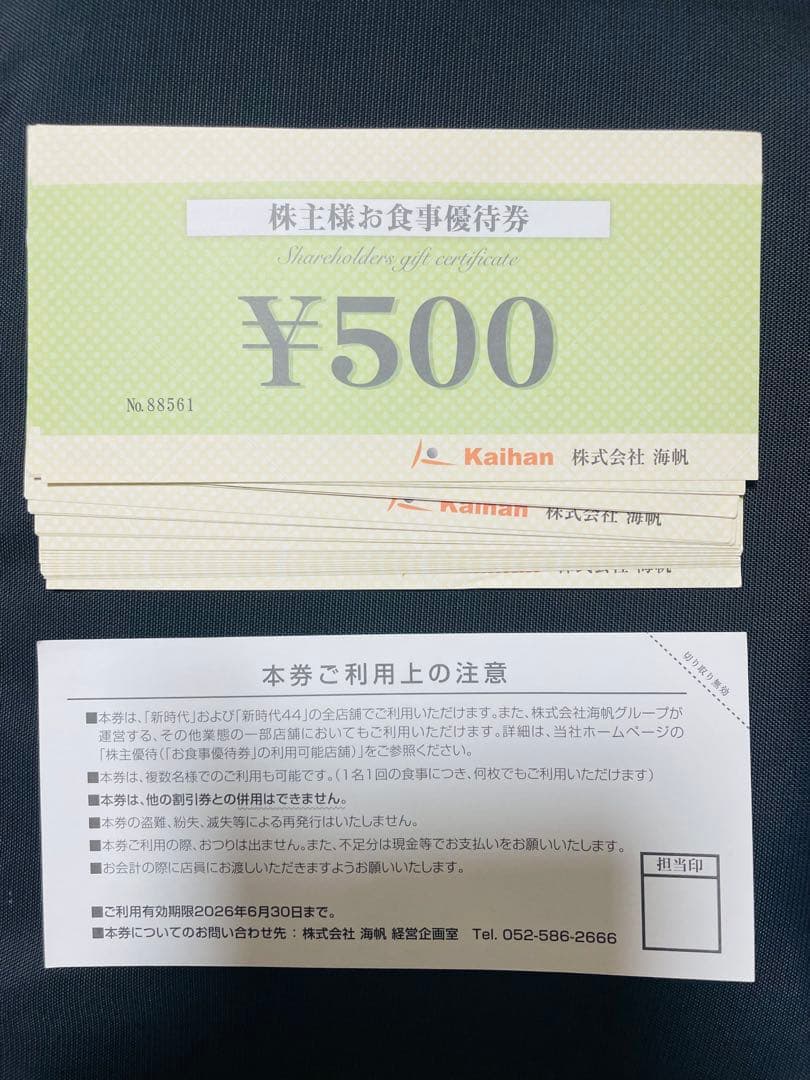 株主様お食事優待券
Shareholders gift certificate
¥500
No.88561
Kaihan 株式会社 海帆
Kaihan 株式会社 海帆
株式会社 海帆
切り取り無効
本券ご利用上の注意
■本券は、「新時代」および「新時代44」の全店舗でご利用いただけます。また、株式会社海帆グループが
運営する、その他業態の一部店舗においてもご利用いただけます。詳細は、当社ホームページの
「株主優待(「お食事優待券」の利用可能店舗)」をご参照ください。
■本券は、複数名様でのご利用も可能です。(1名1回の食事につき、何枚でもご利用いただけます)
■本券は、他の割引券との併用はできません。
■本券の盗難、紛失、滅失等による再発行はいたしません。
■本券ご利用の際、おつりは出ません。また、不足分は現金等でお支払いをお願いいたします。
■お会計の際に店員にお渡しいただきますようお願いいたします。
担当印
■ご利用有効期限2026年6月30日まで。
■本券についてのお問い合わせ先:株式会社 海帆 経営企画室 Tel. 052-586-2666